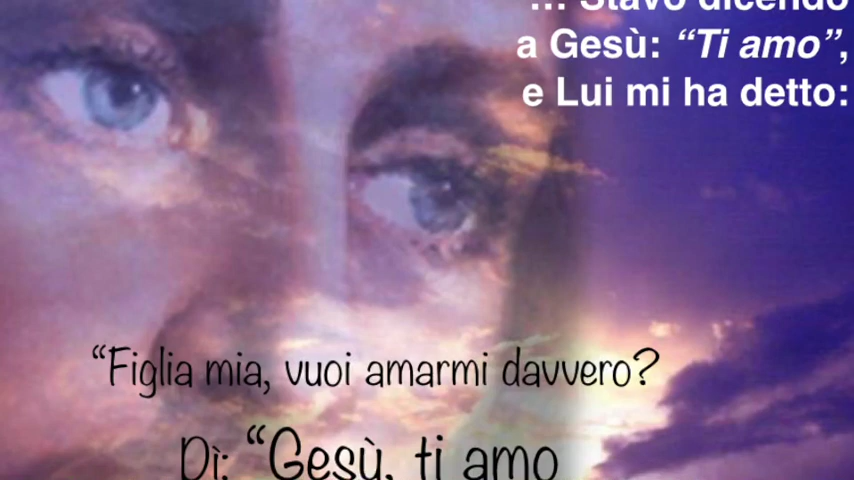 ... Stavo dicendo
a Gesù: “Ti amo”,
e Lui mi ha detto:
“Figlia mia, vuoi amarmi davvero?
Dì: “Gesù, ti amo